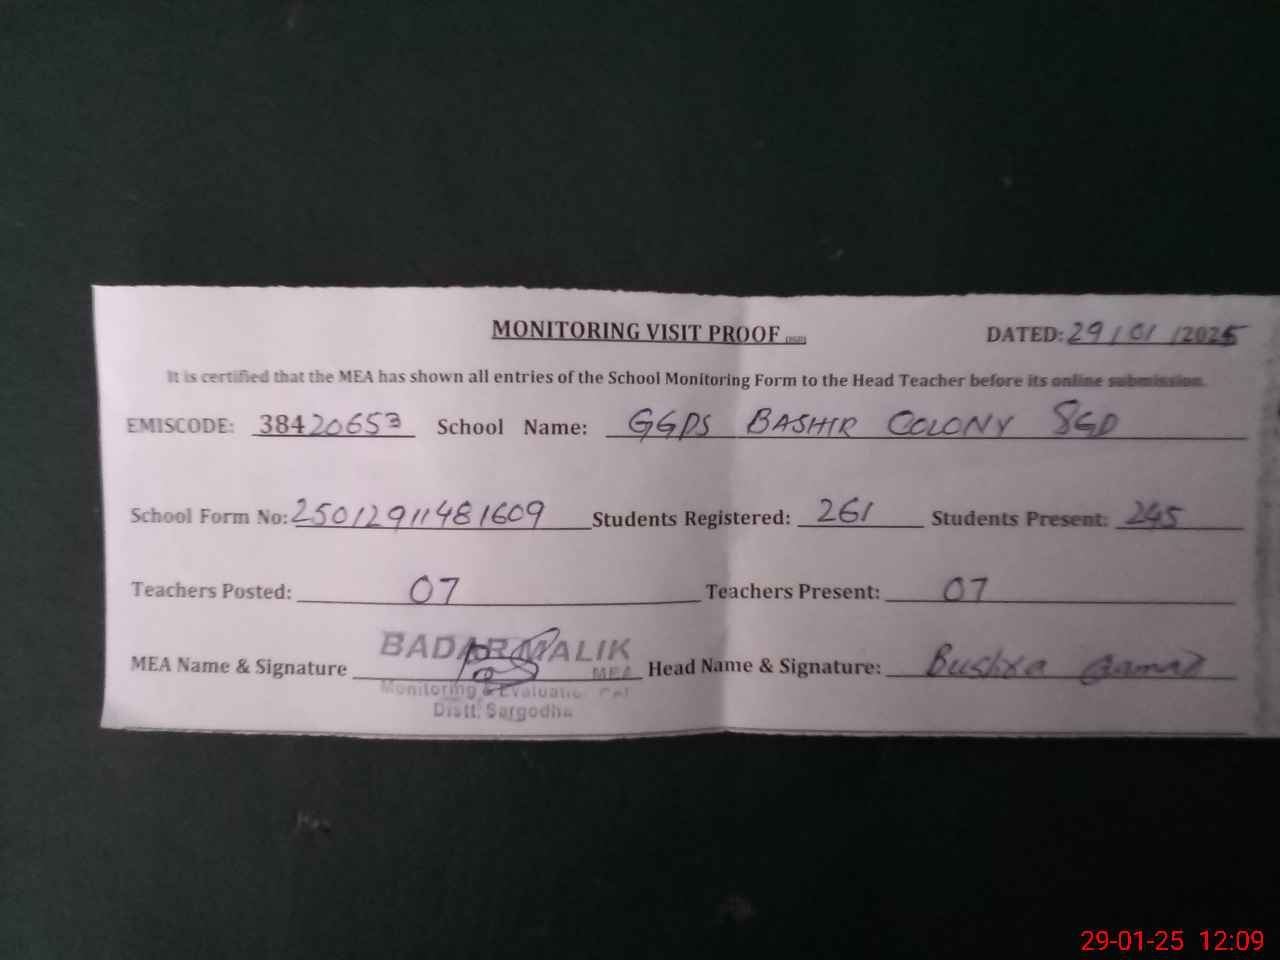 MONITORING VISIT PROOF DATED: 29/01/2025
It is certified that the MEA has shown all entries of the School Monitoring Form to the Head Teacher before its online submission.
EMISCODE: 38420653 School Name: GGPS BASHIR COLONY SGD
School Form No: 25012911481609 Students Registered: 261 Students Present: 245
Teachers Posted: 07 Teachers Present: 07
BADAR MALIK
MEA Name & Signature MEA Head Name & Signature: Bushra
Monitoring & Evaluation Cell
Distt. Sargodha
29-01-25 12:09